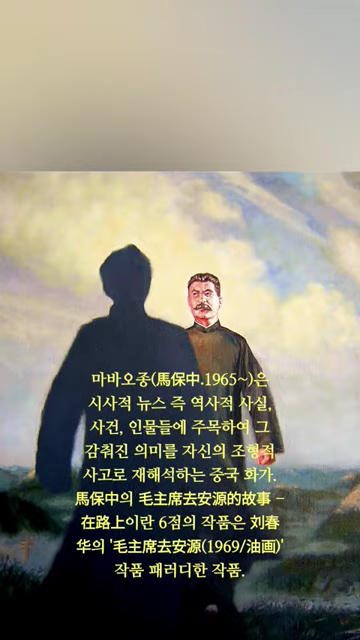 마바오중(馬保中.1965~)은
시사적 뉴스 즉 역사적 사실,
사건, 인물들에 주목하여 그
감춰진 의미를 자신의 조형적
사고로 재해석하는 중국 화가.
馬保中의 毛主席去安源的故事 –
在路上이란 6점의 작품은 刘春
华의 '毛主席去安源(1969/油画)'
작품 패러디한 작품.